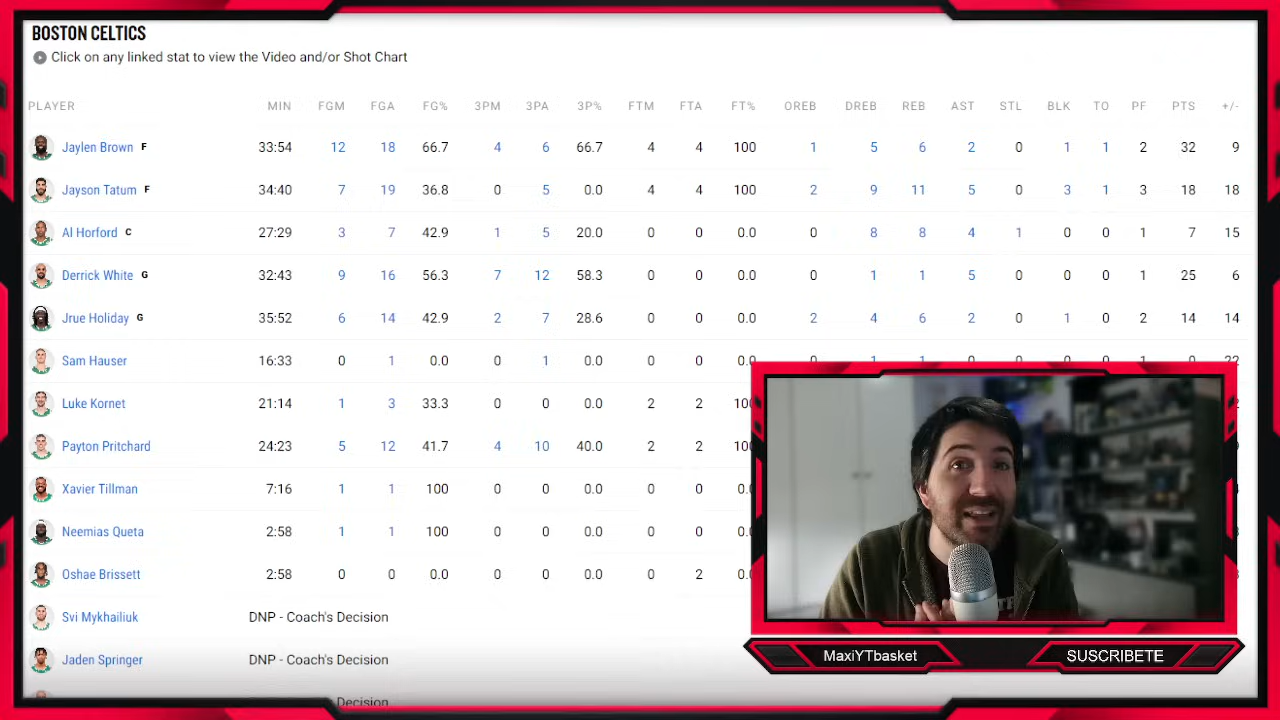 BOSTON CELTICS
Click on any linked stat to view the Video and/or Shot Chart
PLAYER MIN FGM FGA FG% 3PM 3PA 3P% FTM FTA FT% OREB DREB REB AST STL BLK TO PF PTS +/-
Jaylen Brown F 33:54 12 18 66.7 4 6 66.7 4 4 100 1 5 6 2 0 1 1 2 32 9
Jayson Tatum F 34:40 7 19 36.8 0 5 0.0 4 4 100 2 9 11 5 0 3 1 3 18 18
Al Horford C 27:29 3 7 42.9 1 5 20.0 0 0 0.0 0 8 8 4 1 0 0 1 7 15
Derrick White G 32:43 9 16 56.3 7 12 58.3 0 0 0.0 0 1 1 5 0 0 0 1 25 6
Jrue Holiday G 35:52 6 14 42.9 2 7 28.6 0 0 0.0 2 4 6 2 0 1 0 2 14 14
Sam Hauser 16:33 0 1 0.0 0 1 0.0 0 0 0.0 0 1 1 0 0 0 0 1 0
Luke Kornet 21:14 1 3 33.3 0 0 0.0 2 2
Payton Pritchard 24:23 5 12 41.7 4 10 40.0 2 2
Xavier Tillman 7:16 1 1 100 0 0 0.0 0 0
Neemias Queta 2:58 1 1 100 0 0 0.0 0 0
Oshae Brissett 2:58 0 0 0.0 0 0 0.0 0 2
Svi Mykhailiuk DNP - Coach's Decision
Jaden Springer DNP - Coach's Decision
Decision
MaxiYTbasket SUSCRIBETE